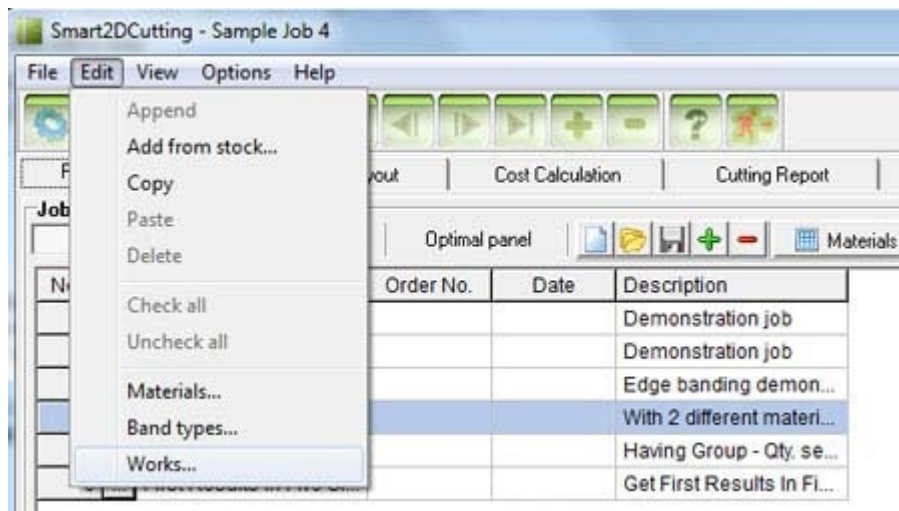 Smart2DCutting - Sample Job 4
File Edit View Options Help
Append
Add from stock...
Copy
Paste
Delete
Check all
Uncheck all
Materials...
Band types...
Works...
Cost Calculation Cutting Report
Job
Optimal panel Materials
Order No. Date Description
Demonstration job
Demonstration job
Edge banding demon...
With 2 different materi...
Having Group - Qty. se...
Get First Results In Fi...